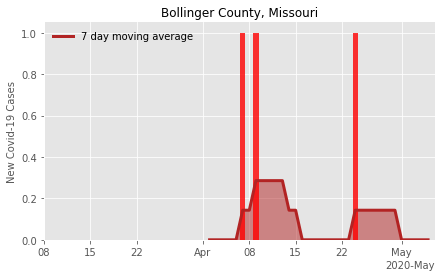 Bollinger County, Missouri
7 day moving average
New Covid-19 Cases
1.0
0.8
0.6
0.4
0.2
0.0
08 15 22 Apr 08 15 22 May
2020-May